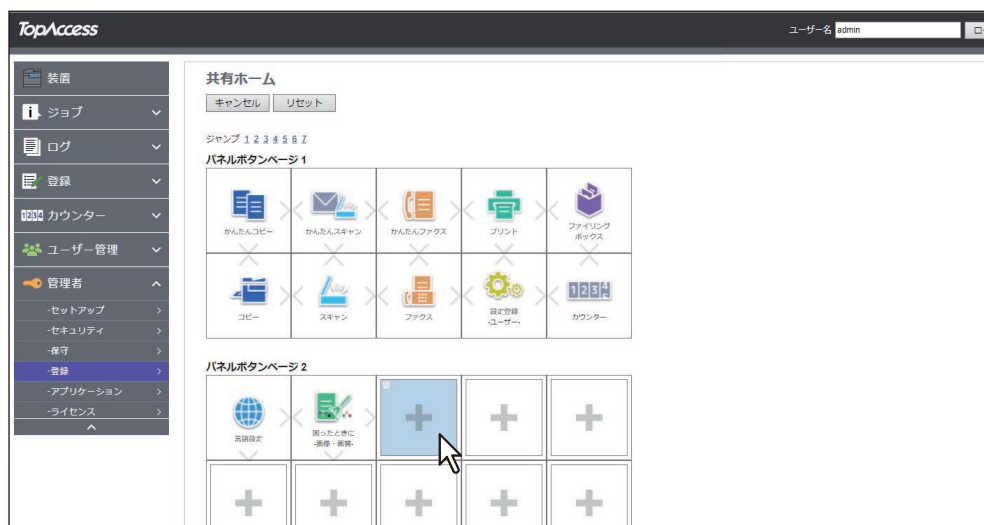 TopAccess
ユーザー名 admin
装置
ジョブ
ログ
登録
カウンター
ユーザー管理
管理者
-セットアップ
-セキュリティ
-保守
-登録
-アプリケーション
-ライセンス
共有ホーム
キャンセル リセット
ジャンプ 1 2 3 4 5 6 7
パネルボタンページ 1
かんたんコピー かんたんスキャン かんたんファクス プリント ファイリング
ボックス
コピー スキャン ファクス 設定登録
-ユーザー- カウンター
パネルボタンページ 2
言語設定 困ったときに
-画像・画質-